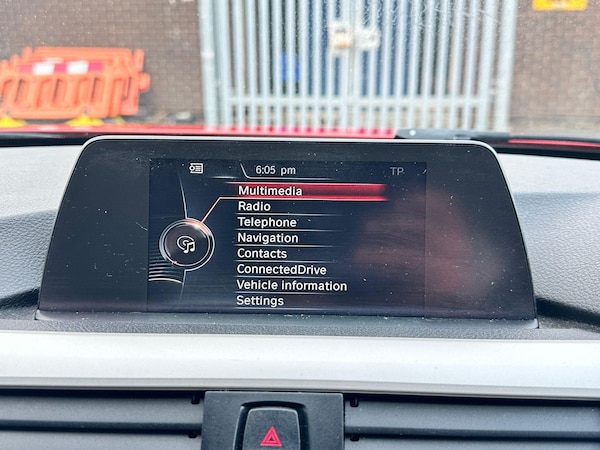 6:05 pm TP
Multimedia
Radio
Telephone
Navigation
Contacts
ConnectedDrive
Vehicle information
Settings